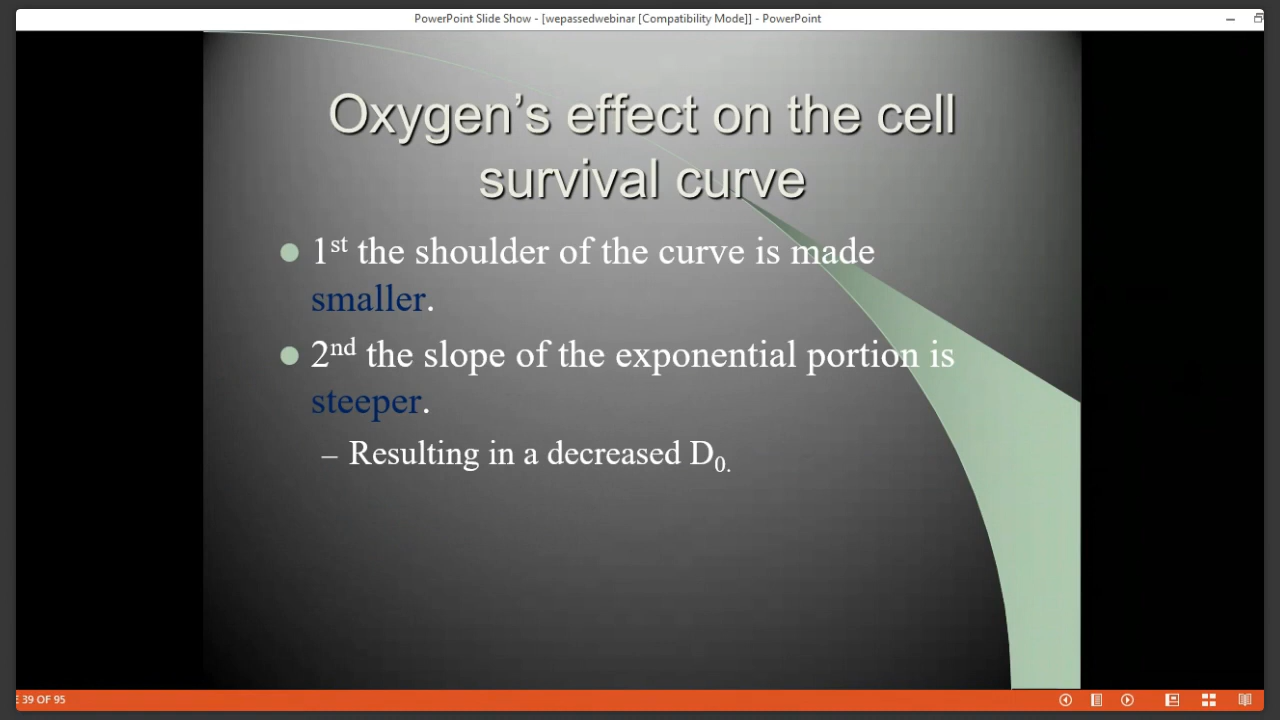 PowerPoint Slide Show - [wepassedwebinar [Compatibility Mode]] - PowerPoint
Oxygen's effect on the cell
survival curve
1st the shoulder of the curve is made
smaller.
2nd the slope of the exponential portion is
steeper.
– Resulting in a decreased D0.
E 39 OF 95